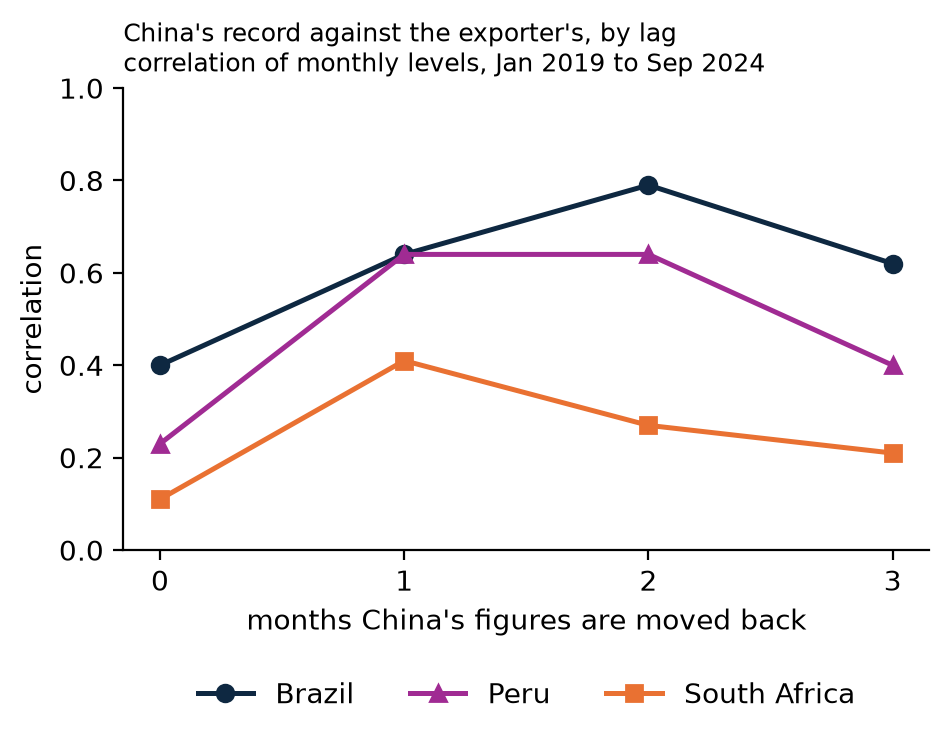 China's record against the exporter's, by lag
correlation of monthly levels, Jan 2019 to Sep 2024
1.0
0.8
0.6
0.4
0.2
0.0
correlation
0 1 2 3
months China's figures are moved back
Brazil Peru South Africa